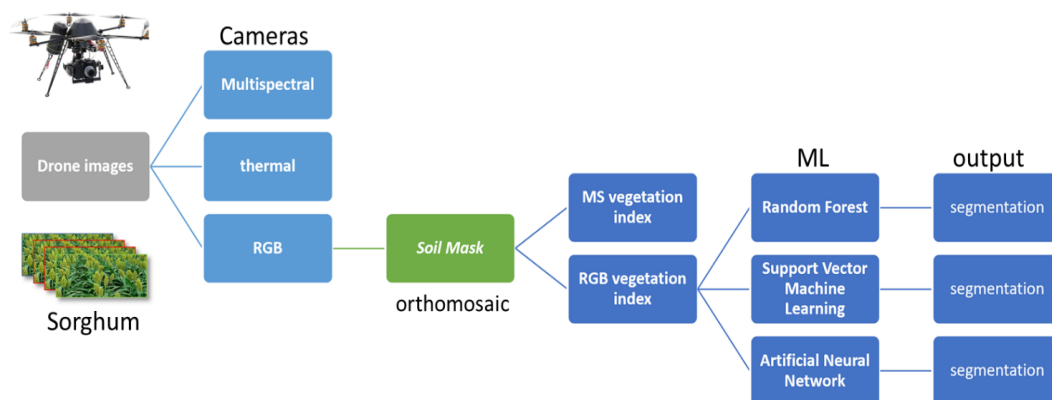 Cameras
Multispectral
Drone images
thermal
RGB
Sorghum
Soil Mask
orthomosaic
MS vegetation
index
RGB vegetation
index
ML
Random Forest
Support Vector
Machine
Learning
Artificial Neural
Network
output
segmentation
segmentation
segmentation